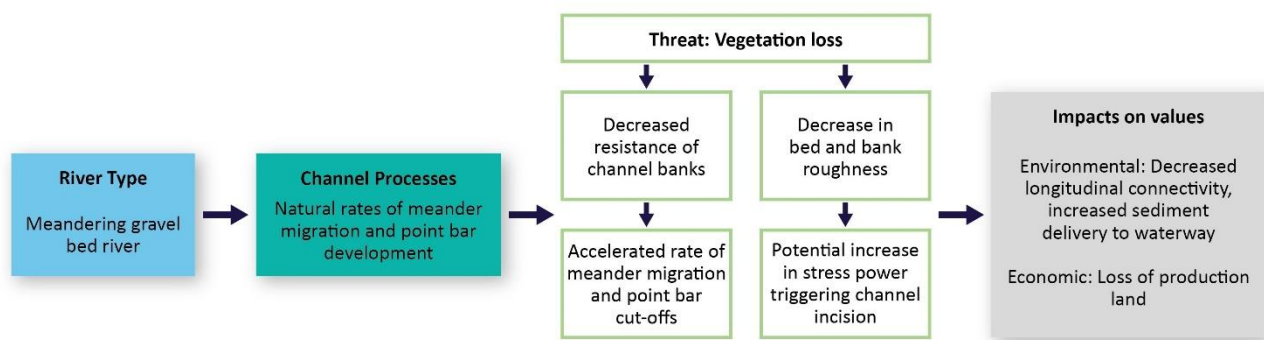 River Type
Meandering gravel
bed river
Channel Processes
Natural rates of meander
migration and point bar
development
Threat: Vegetation loss
Decreased
resistance of
channel banks
Accelerated rate of
meander migration
and point bar
cut-offs
Decrease in
bed and bank
roughness
Potential increase
in stress power
triggering channel
incision
Impacts on values
Environmental: Decreased
longitudinal connectivity,
increased sediment
delivery to waterway
Economic: Loss of production
land